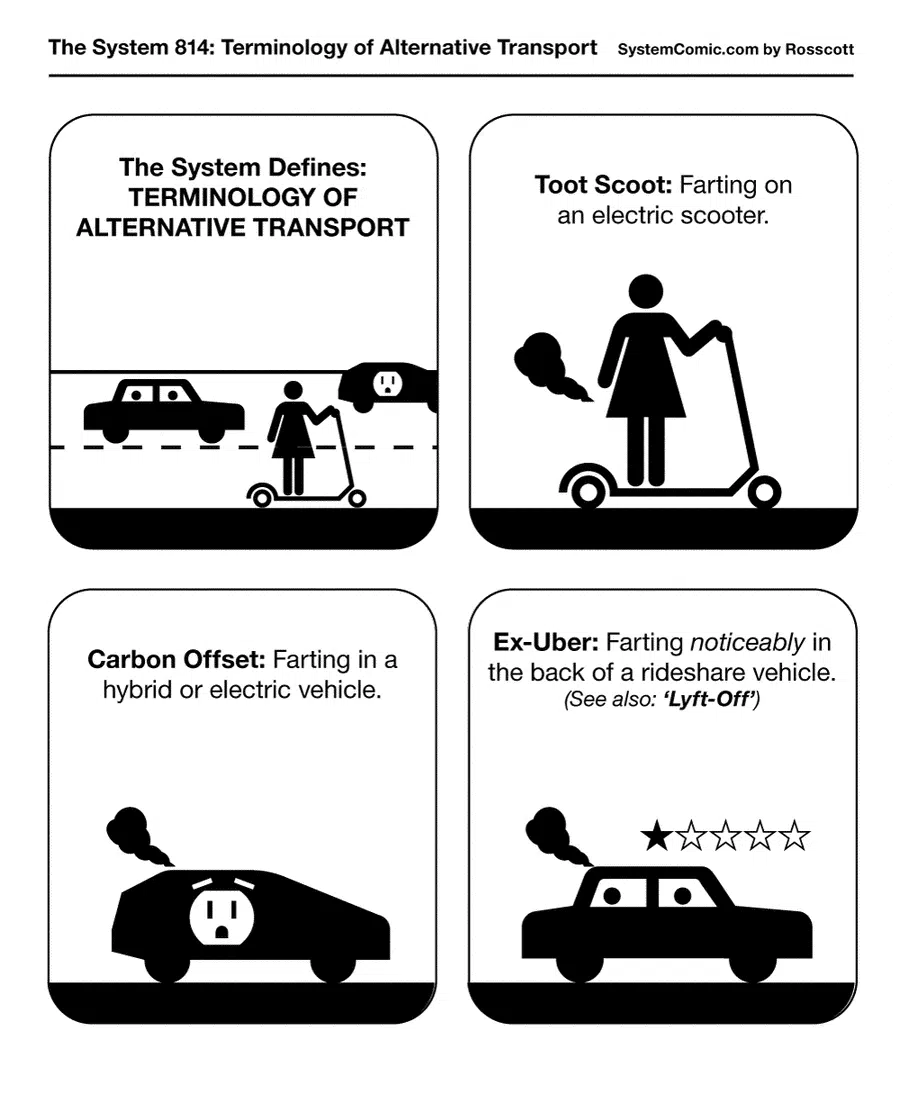 The System 814: Terminology of Alternative Transport SystemComic.com by Rosscott
The System Defines:
TERMINOLOGY OF
ALTERNATIVE TRANSPORT
Toot Scoot: Farting on
an electric scooter.
Carbon Offset: Farting in a
hybrid or electric vehicle.
Ex-Uber: Farting noticeably in
the back of a rideshare vehicle.
(See also: ‘Lyft-Off’)